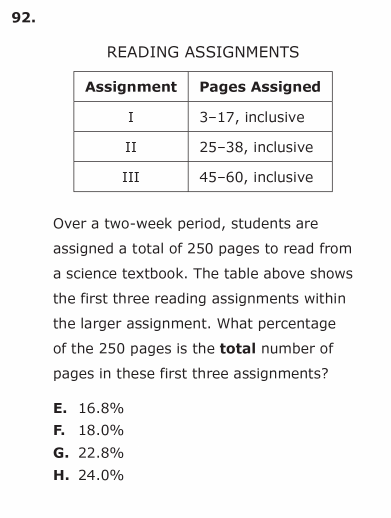 92.
READING ASSIGNMENTS
Assignment Pages Assigned
I 3–17, inclusive
II 25–38, inclusive
III 45–60, inclusive
Over a two-week period, students are
assigned a total of 250 pages to read from
a science textbook. The table above shows
the first three reading assignments within
the larger assignment. What percentage
of the 250 pages is the total number of
pages in these first three assignments?
E. 16.8%
F. 18.0%
G. 22.8%
H. 24.0%